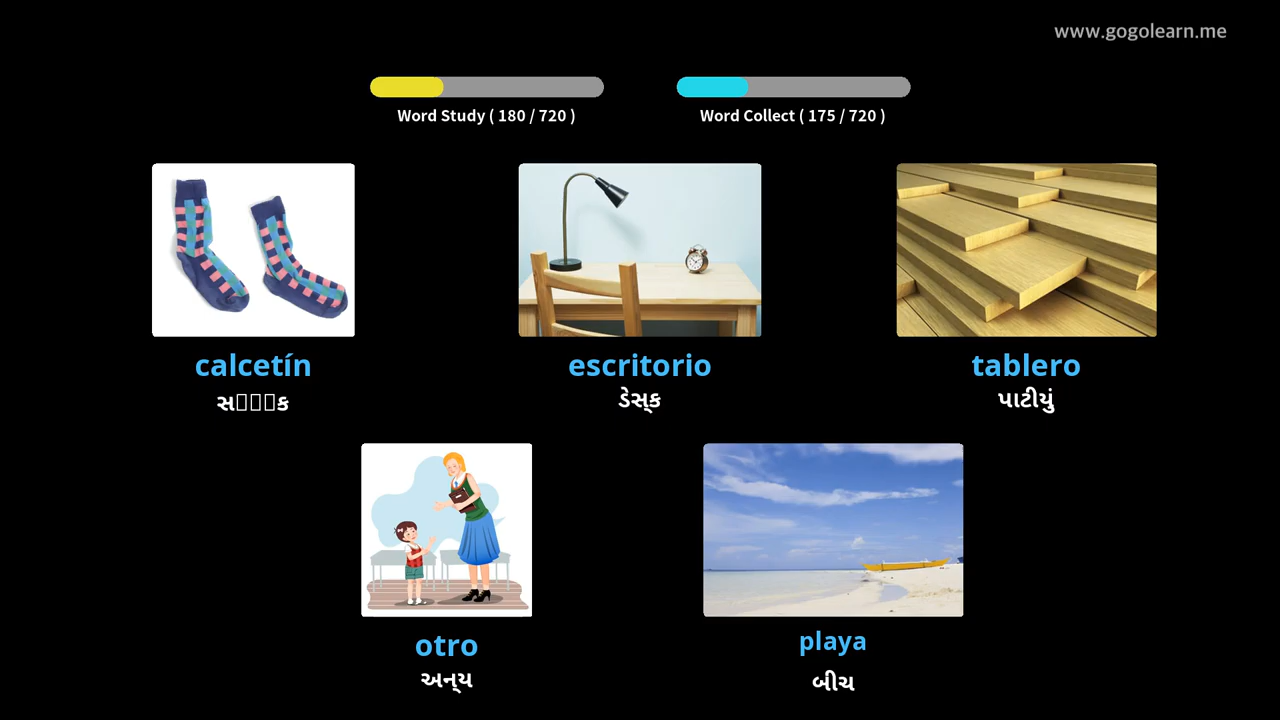 www.gogolearn.me
Word Study ( 180 / 720 )
Word Collect ( 175 / 720 )
calcetín
escritorio
tablero
ડેસ્ક
પાટીયું
otro
playa
અન્ય
બીચ